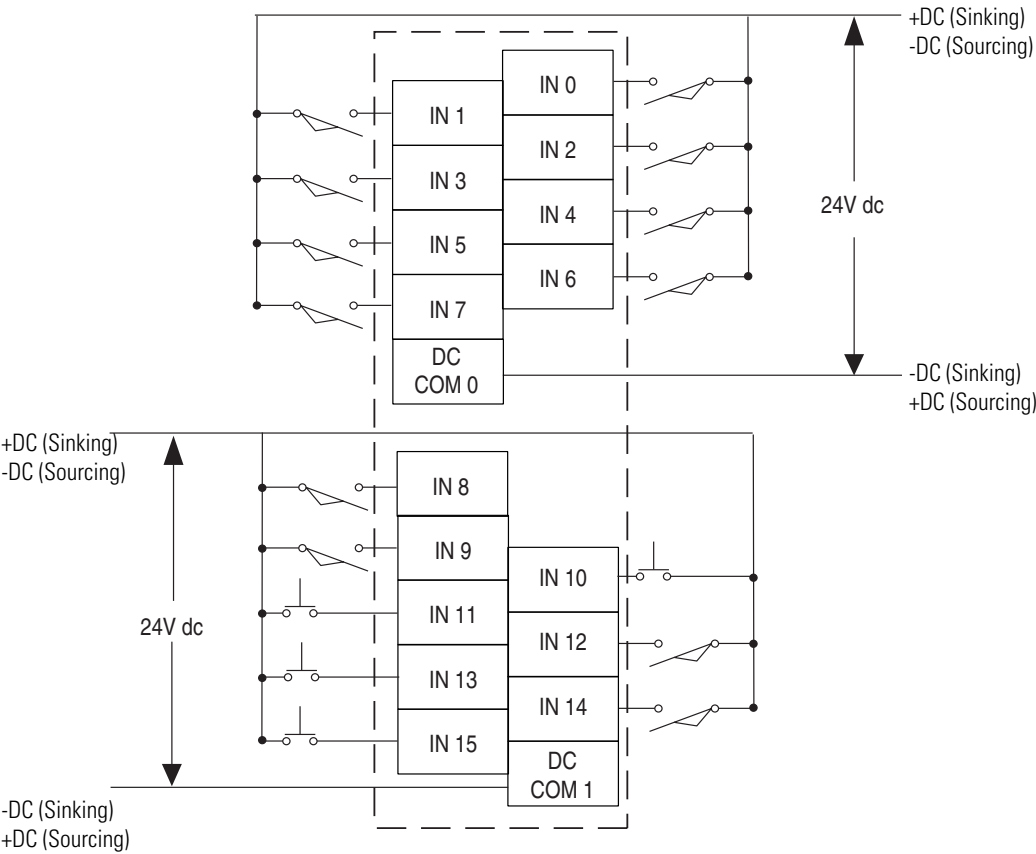 +DC (Sinking)
-DC (Sourcing)
IN 0
IN 1
IN 2
IN 3
IN 4
24V dc
IN 5
IN 6
IN 7
DC
COM 0
-DC (Sinking)
+DC (Sourcing)
+DC (Sinking)
-DC (Sourcing)
IN 8
IN 9
IN 10
IN 11
24V dc
IN 12
IN 13
IN 14
IN 15
DC
COM 1
-DC (Sinking)
+DC (Sourcing)